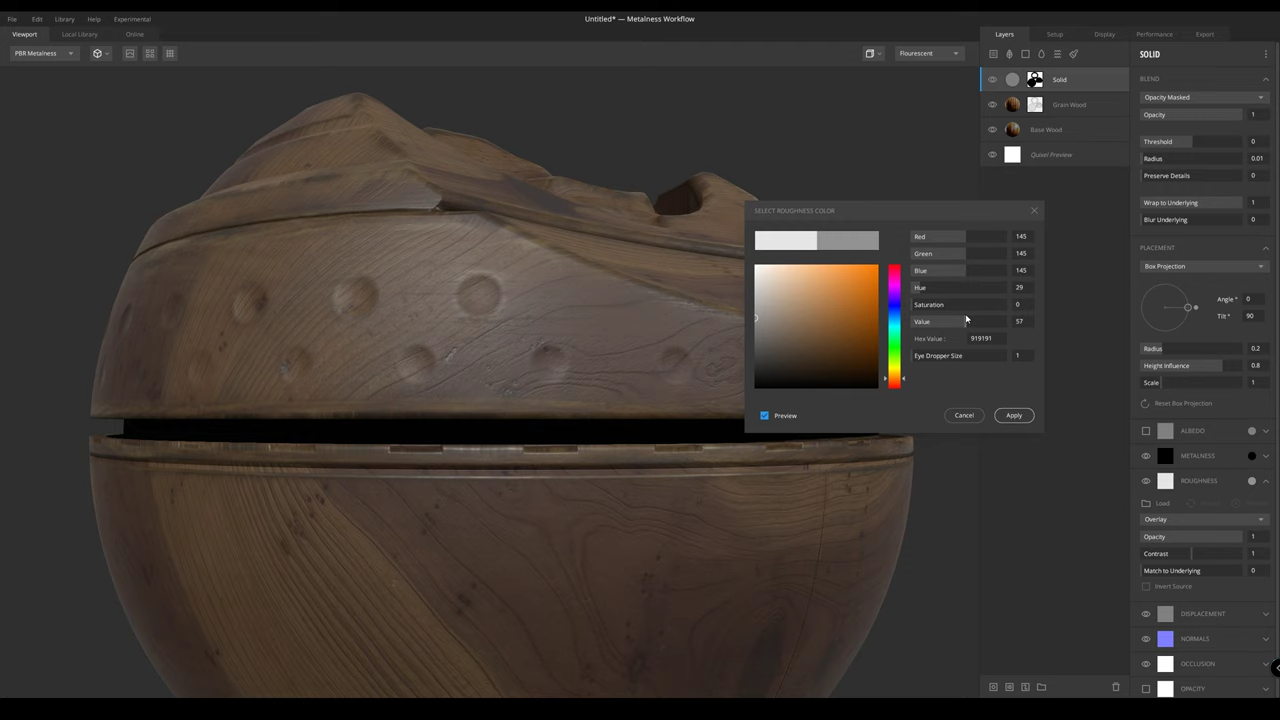 Untitled* — Metalness Workflow
File Edit Library Help Experimental
Viewport Local Library Online
Layers Setup Display Performance Export
PBR Metalness
Flourescent
Solid
Grain Wood
Base Wood
Quixel Preview
SELECT ROUGHNESS COLOR
Red 145
Green 145
Blue 145
Hue 29
Saturation 0
Value 57
Hex Value : 919191
Eye Dropper Size 1
Preview
Cancel Apply
SOLID
BLEND
Opacity Masked
Opacity 1
Threshold 0
Radius 0.01
Preserve Details 0
Wrap to Underlying 1
Blur Underlying 0
PLACEMENT
Box Projection
Angle ° 0
Tilt ° 90
Radius 0.2
Height Influence 0.8
Scale 1
Reset Box Projection
ALBEDO
METALNESS
ROUGHNESS
Load
Overlay
Opacity 1
Contrast 1
Match to Underlying 0
Invert Source
DISPLACEMENT
NORMALS
OCCLUSION
OPACITY